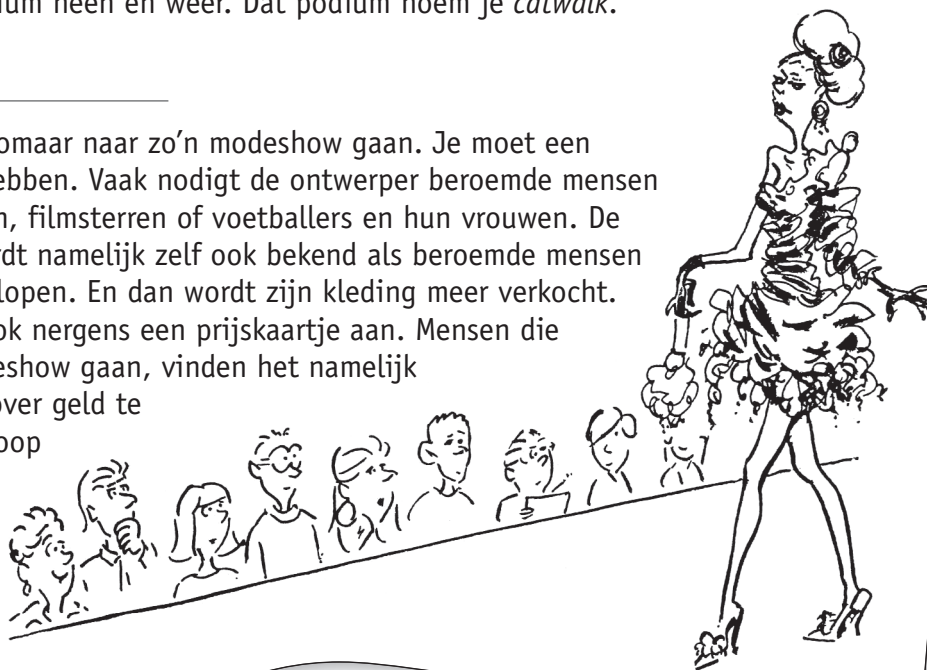 heen en weer. Dat podium noem je catwalk.
omaar naar zo'n modeshow gaan. Je moet een
ebben. Vaak nodigt de ontwerper beroemde mensen
filmsterren of voetballers en hun vrouwen. De
rdt namelijk zelf ook bekend als beroemde mensen
lopen. En dan wordt zijn kleding meer verkocht.
ok nergens een prijskaartje aan. Mensen die
eshow gaan, vinden het namelijk
over geld te
oop